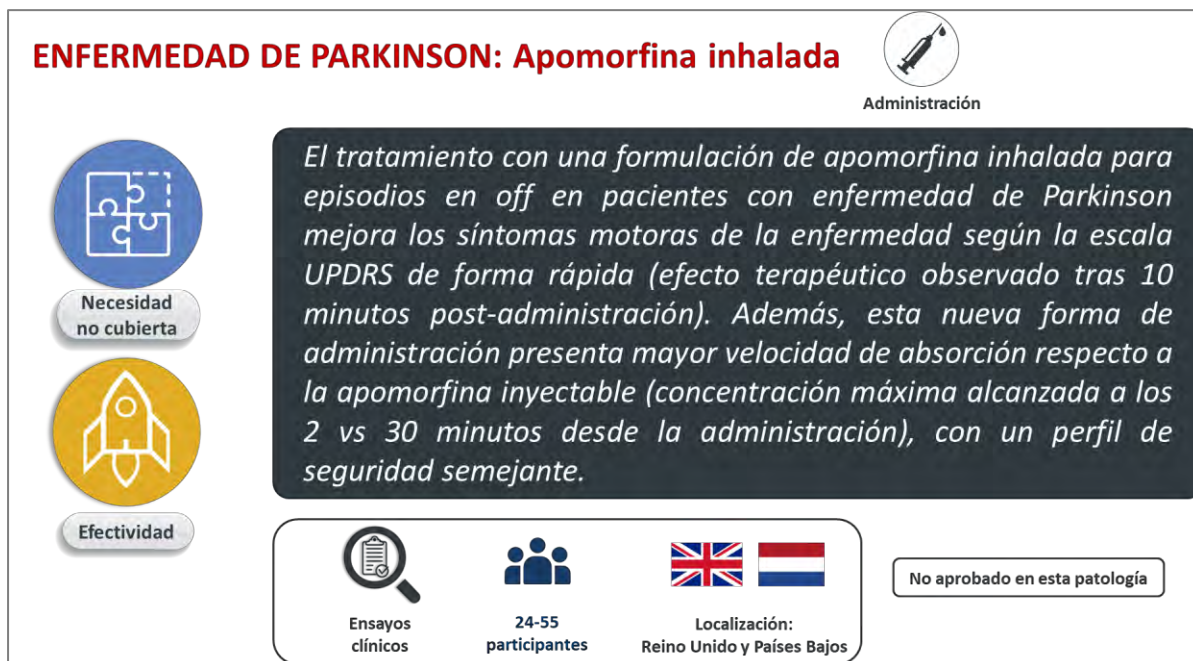 ENFERMEDAD DE PARKINSON: Apomorfina inhalada
Administración
Necesidad
no cubierta
Efectividad
El tratamiento con una formulación de apomorfina inhalada para
episodios en off en pacientes con enfermedad de Parkinson
mejora los síntomas motoras de la enfermedad según la escala
UPDRS de forma rápida (efecto terapéutico observado tras 10
minutos post-administración). Además, esta nueva forma de
administración presenta mayor velocidad de absorción respecto a
la apomorfina inyectable (concentración máxima alcanzada a los
2 vs 30 minutos desde la administración), con un perfil de
seguridad semejante.
Ensayos
clínicos
24-55
participantes
Localización:
Reino Unido y Países Bajos
No aprobado en esta patología